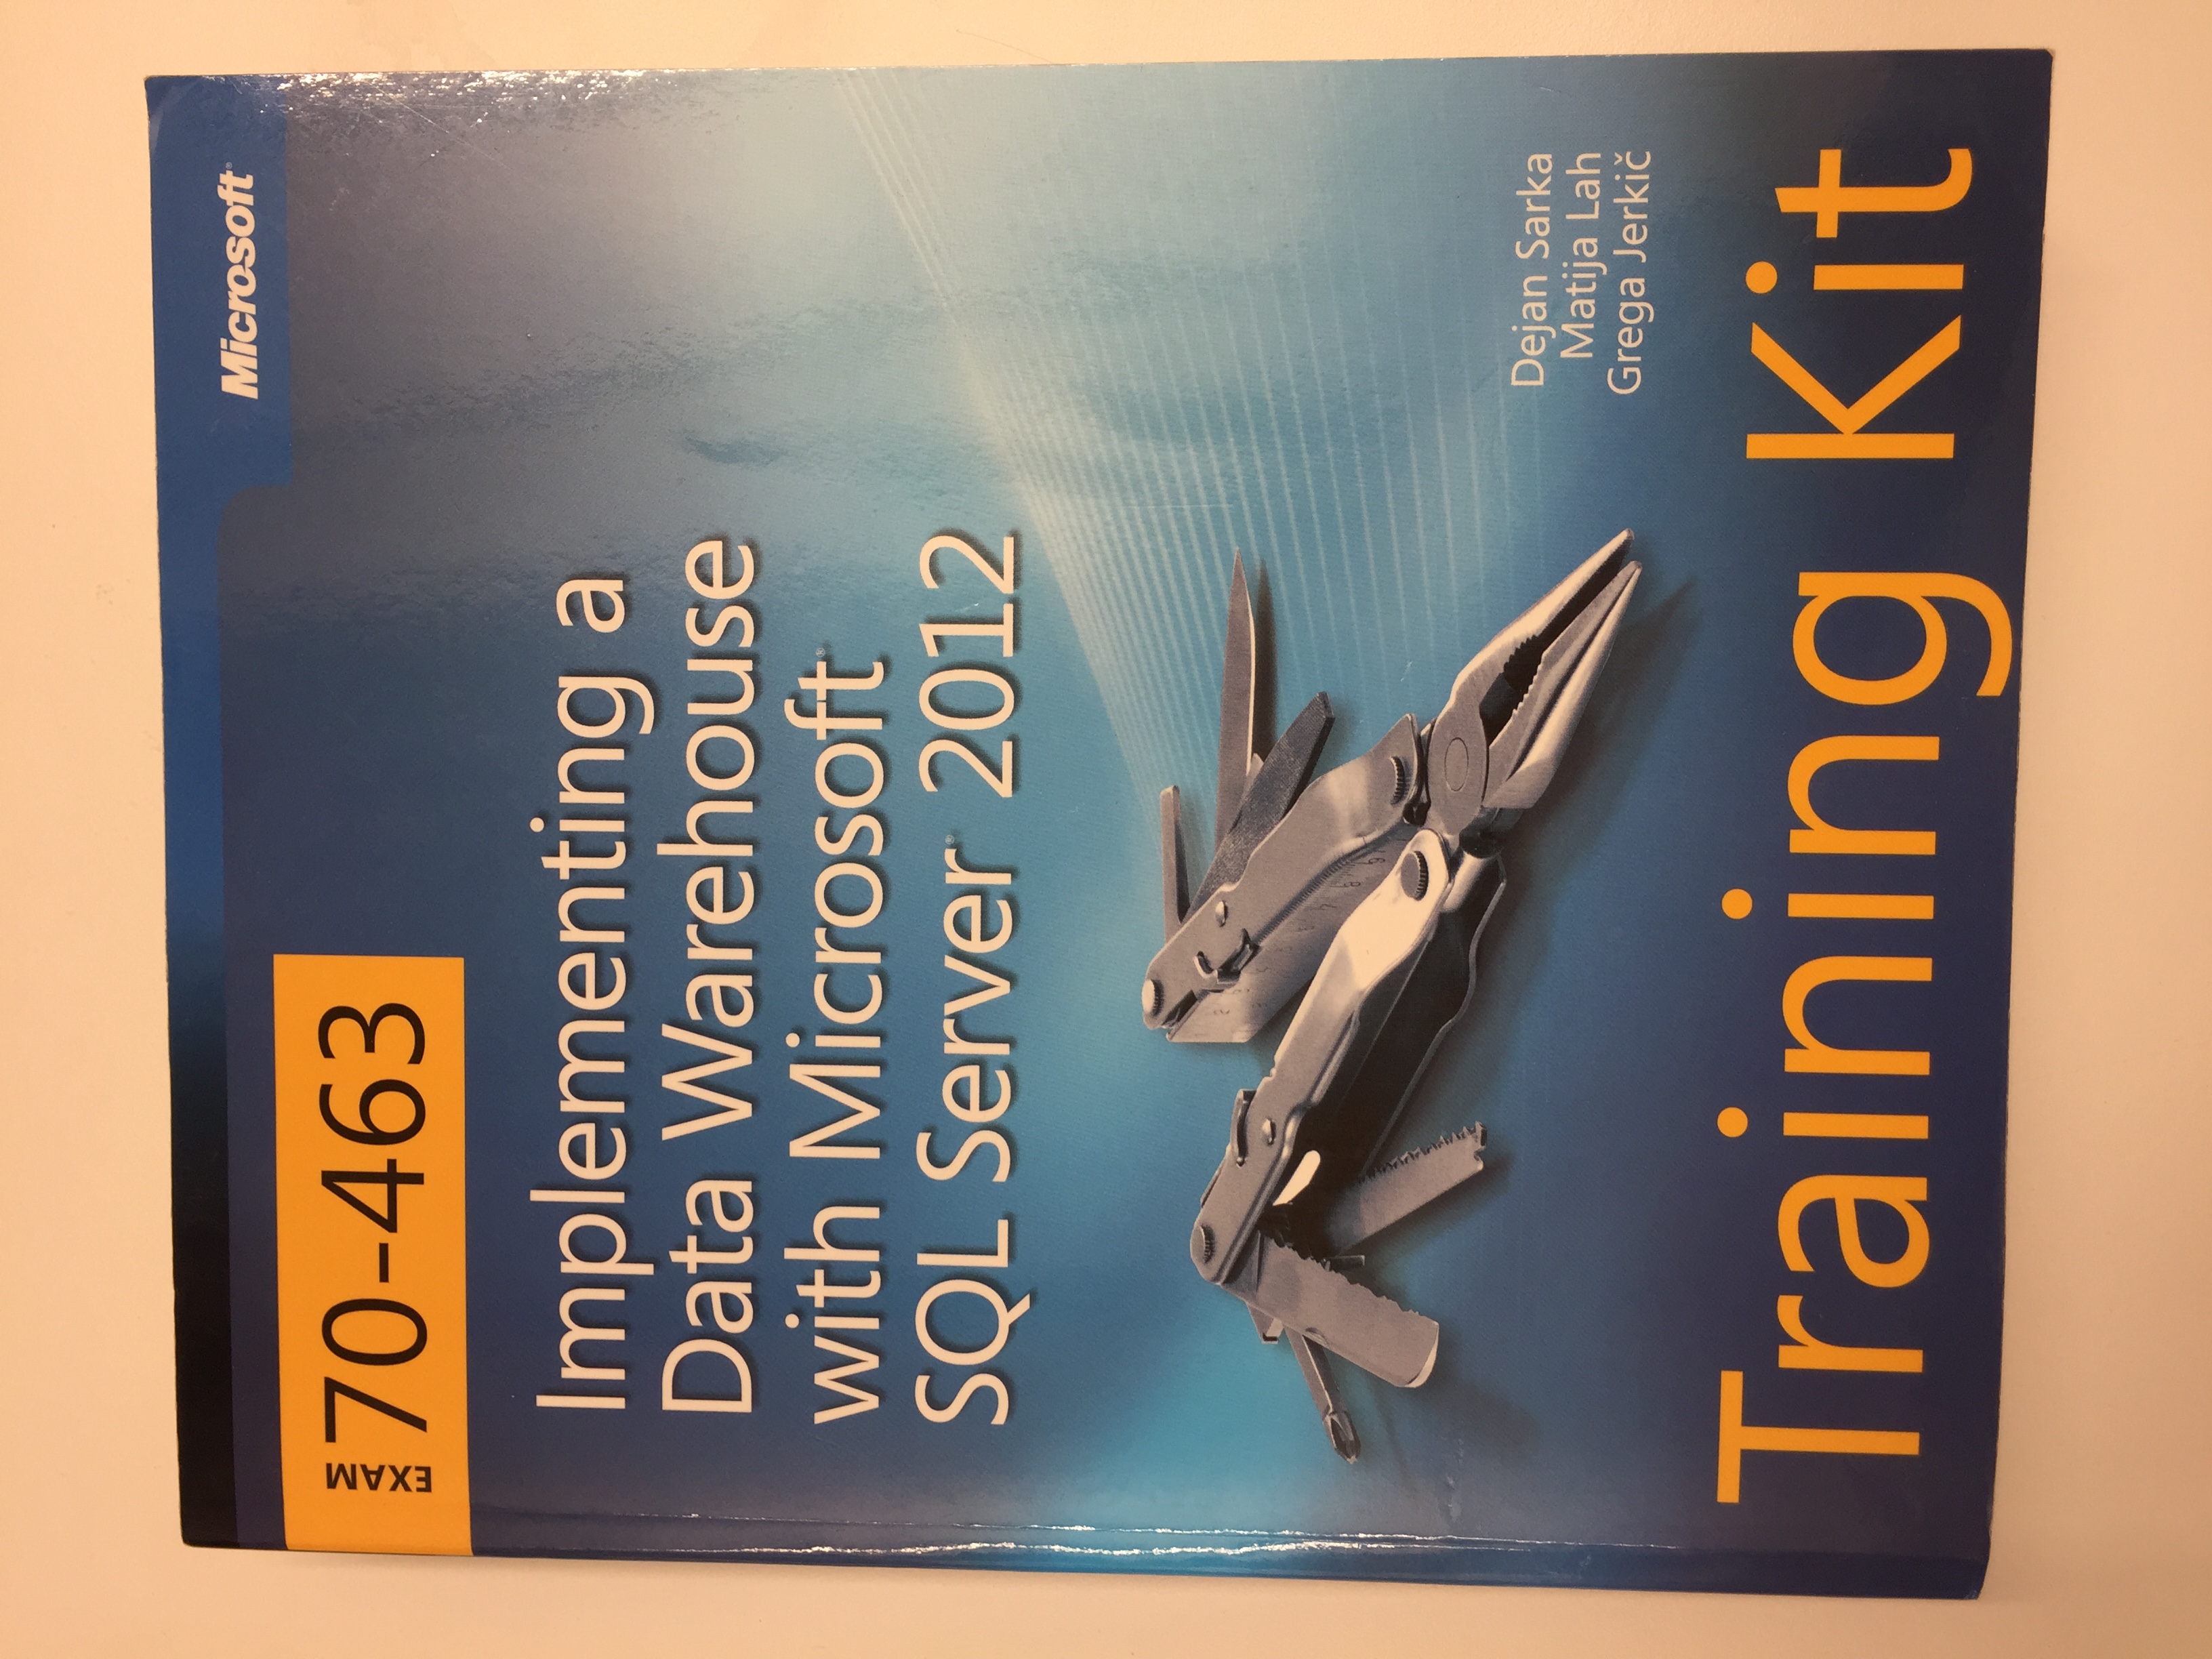 Microsoft®
EXAM 70-463
Implementing a
Data Warehouse
with Microsoft®
SQL Server® 2012
Dejan Sarka
Matija Lah
Grega Jerkič
Training Kit